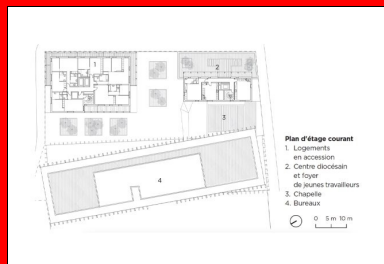 1
2
3
4
Plan d'étage courant
1. Logements
en accession
2. Centre diocésain
et foyer
de jeunes travailleurs
3. Chapelle
4. Bureaux
0 5 m 10 m